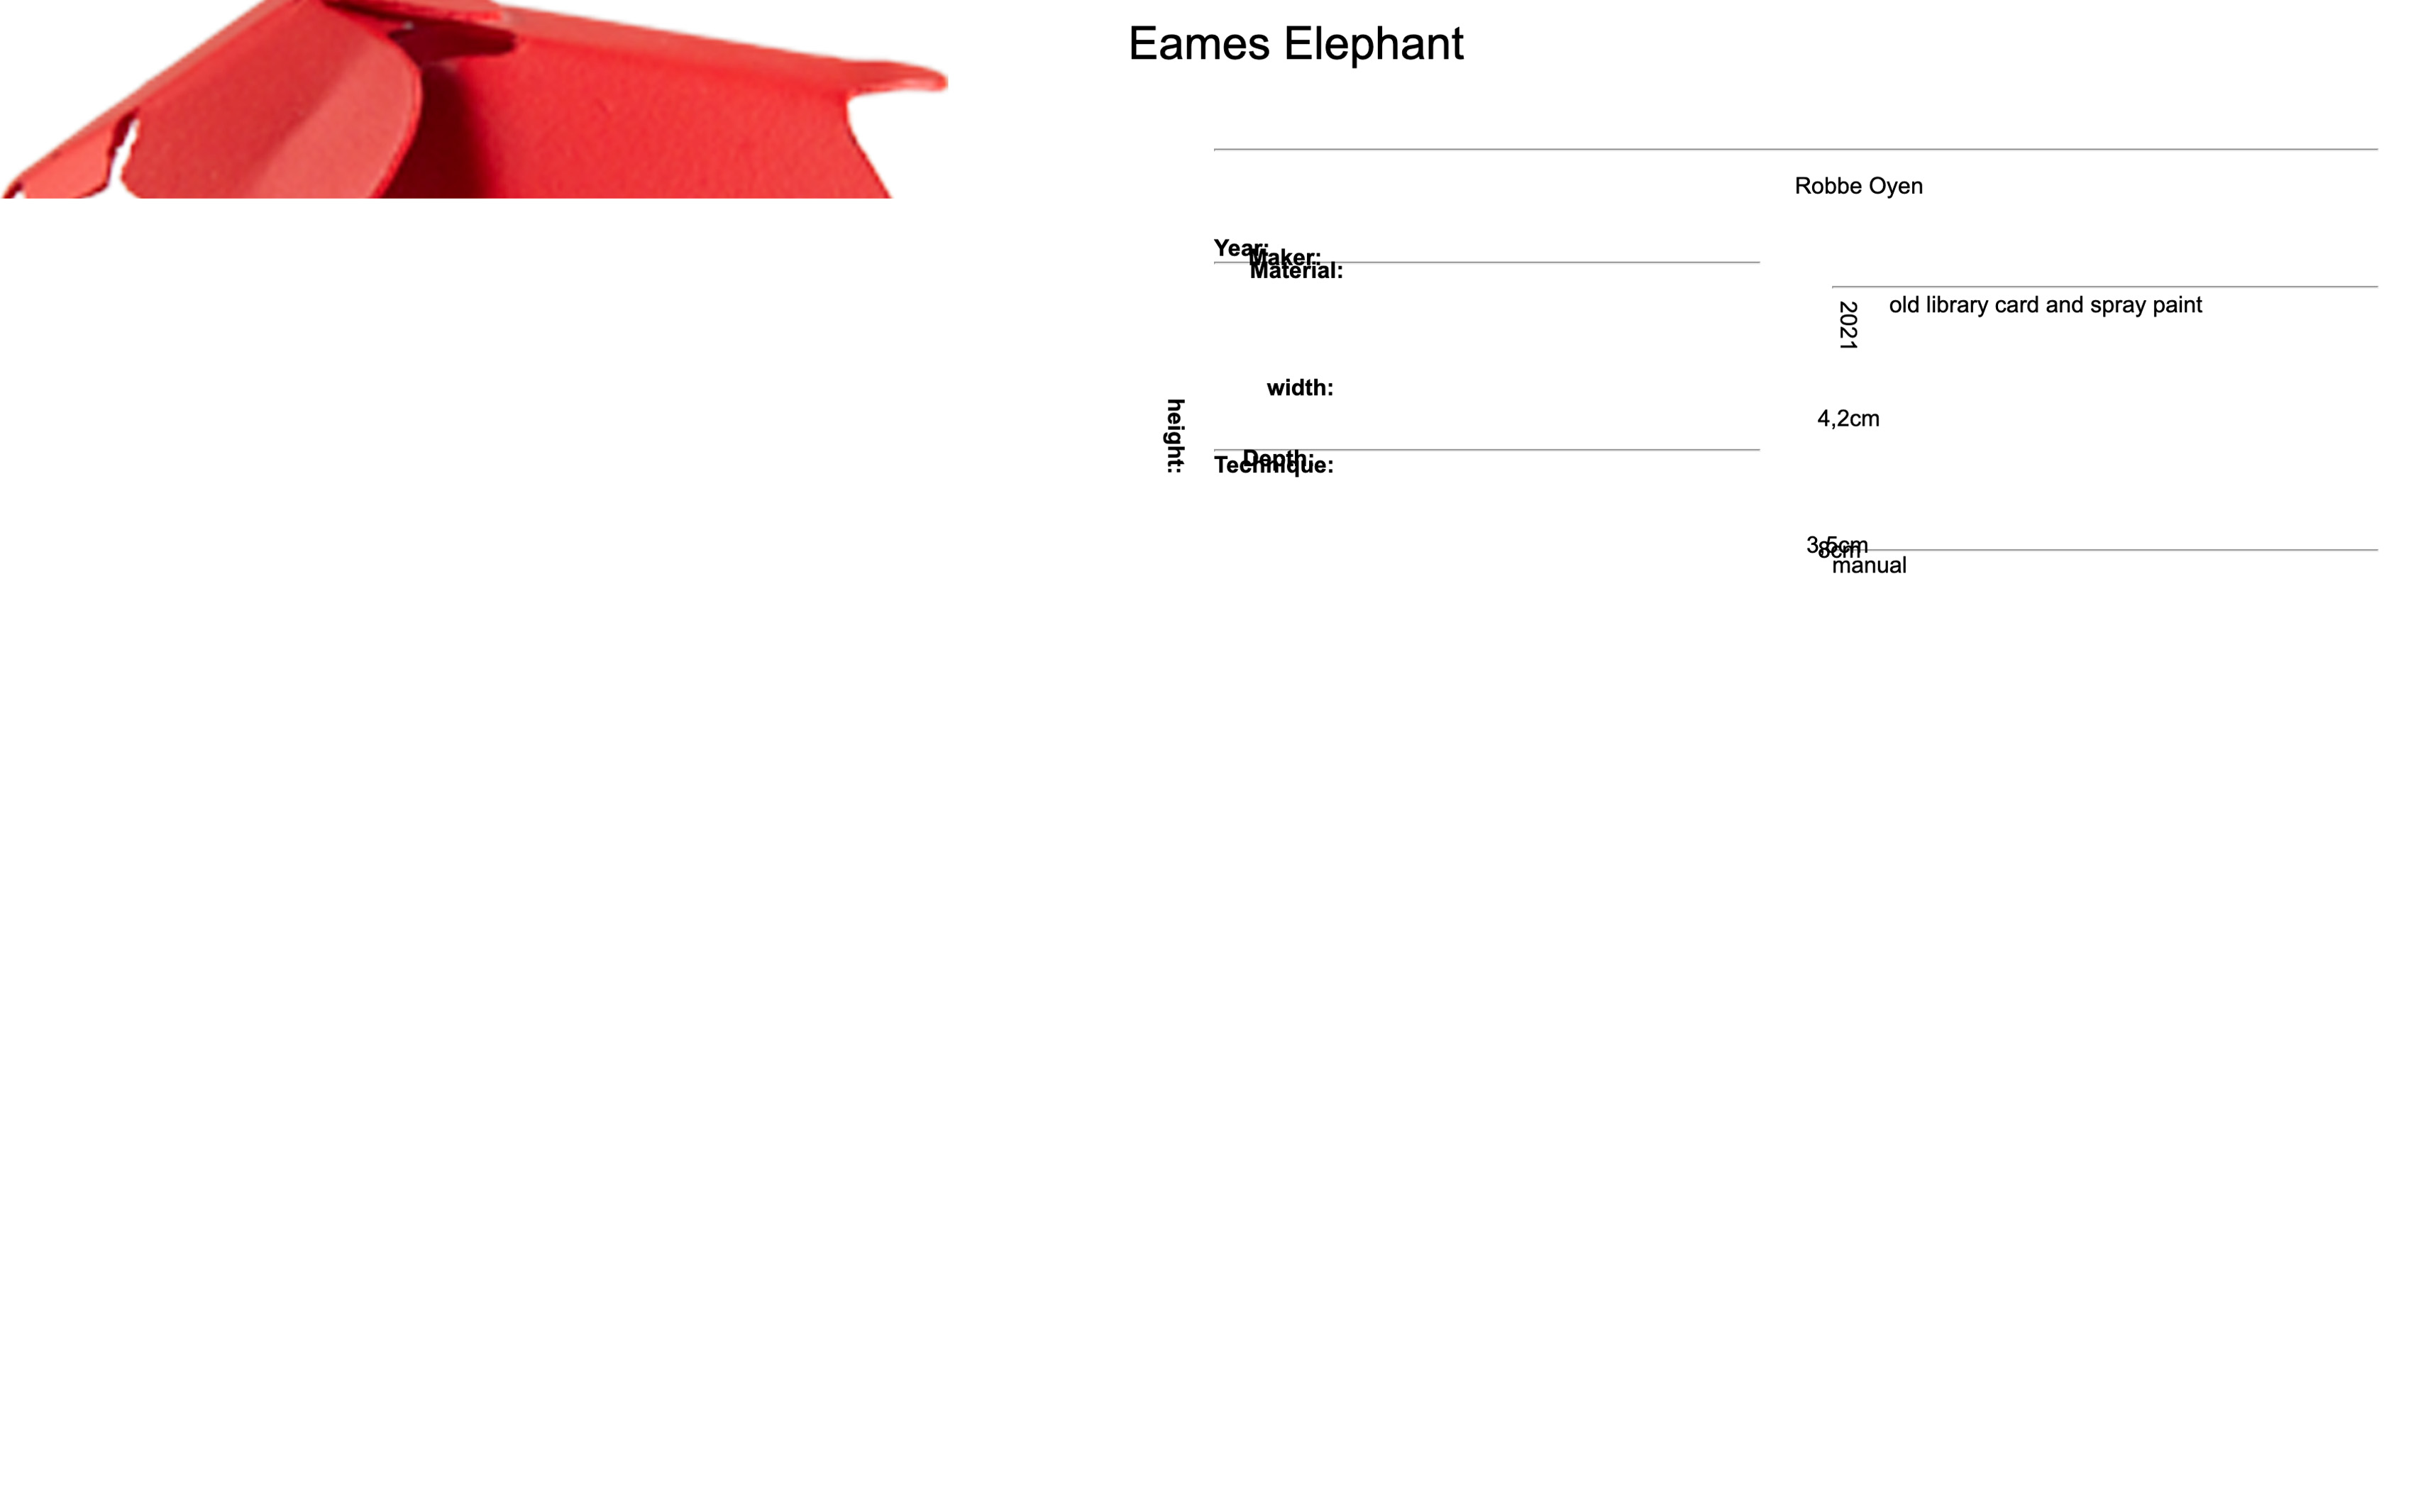 Eames Elephant
Robbe Oyen
Year:
Maker:
Material:
old library card and spray paint
2021
width:
4,2cm
height::
Depth:
Technique:
3,5cm
8cm
manual